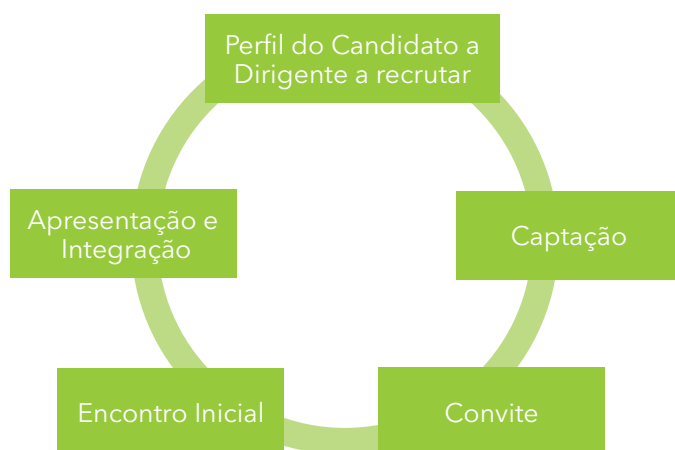 Perfil do Candidato a
Dirigente a recrutar
Captação
Convite
Encontro Inicial
Apresentação e
Integração